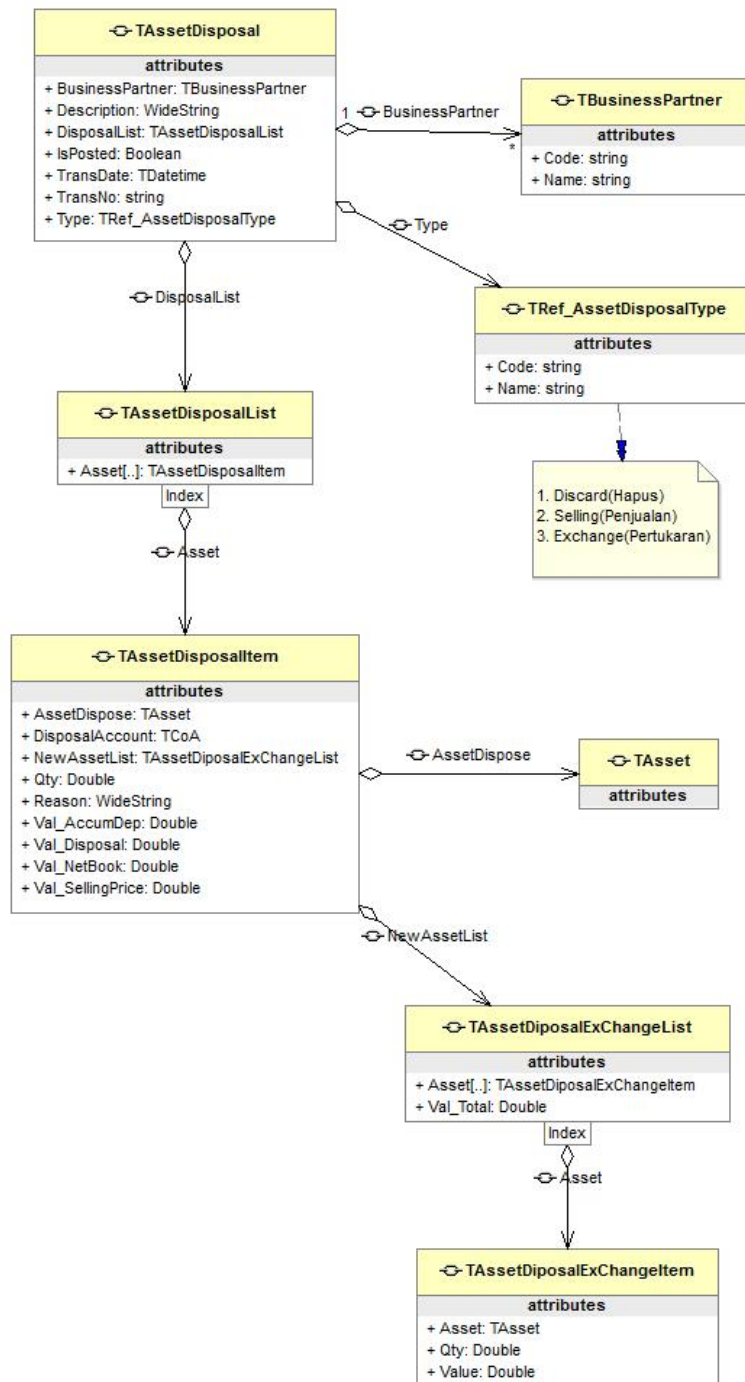 TAssetDisposal
attributes
+ BusinessPartner: TBusinessPartner
+ Description: WideString
+ DisposalList: TAssetDisposalList
+ IsPosted: Boolean
+ TransDate: TDatetime
+ TransNo: string
+ Type: TRef_AssetDisposalType
1
BusinessPartner
*
TBusinessPartner
attributes
+ Code: string
+ Name: string
Type
DisposalList
TRef_AssetDisposalType
attributes
+ Code: string
+ Name: string
TAssetDisposalList
attributes
+ Asset[..]: TAssetDisposalItem
Index
1. Discard(Hapus)
2. Selling(Penjualan)
3. Exchange(Pertukaran)
Asset
TAssetDisposalItem
attributes
+ AssetDispose: TAsset
+ DisposalAccount: TCoA
+ NewAssetList: TAssetDiposalExChangeList
+ Qty: Double
+ Reason: WideString
+ Val_AccumDep: Double
+ Val_Disposal: Double
+ Val_NetBook: Double
+ Val_SellingPrice: Double
AssetDispose
TAsset
attributes
NewAssetList
TAssetDiposalExChangeList
attributes
+ Asset[..]: TAssetDiposalExChangeItem
+ Val_Total: Double
Index
Asset
TAssetDiposalExChangeItem
attributes
+ Asset: TAsset
+ Qty: Double
+ Value: Double